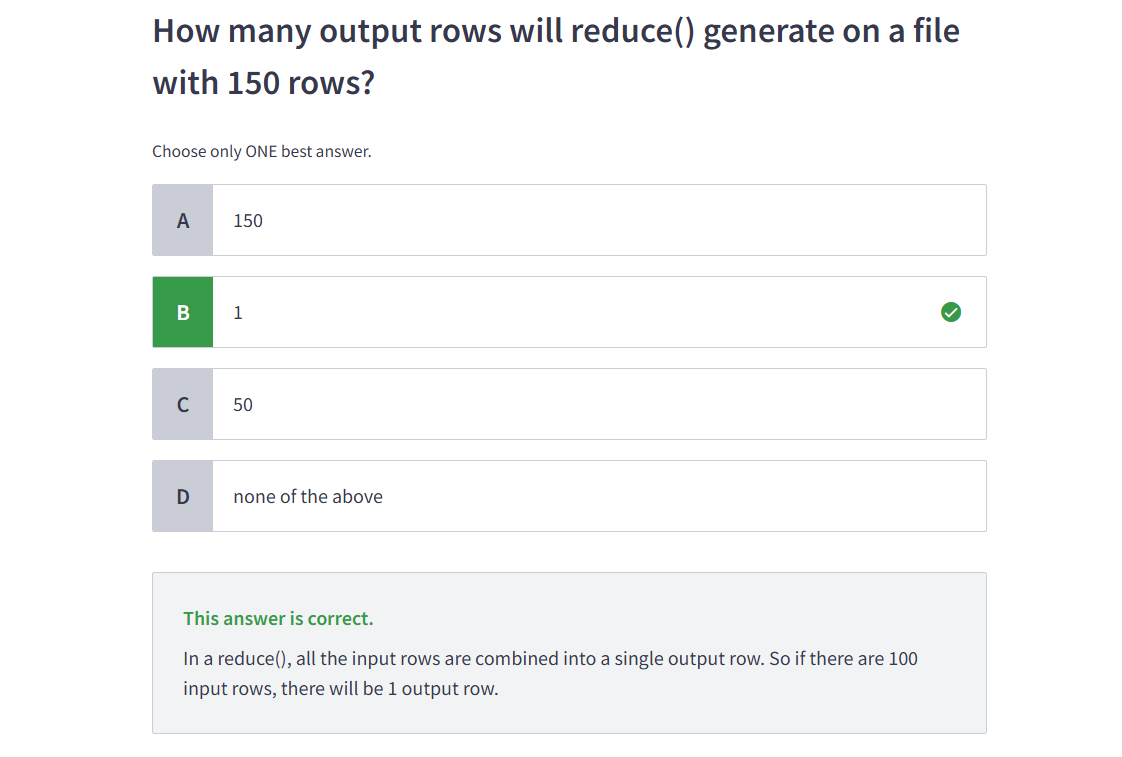 How many output rows will reduce() generate on a file
with 150 rows?
Choose only ONE best answer.
A 150
B 1
C 50
D none of the above
This answer is correct.
In a reduce(), all the input rows are combined into a single output row. So if there are 100
input rows, there will be 1 output row.